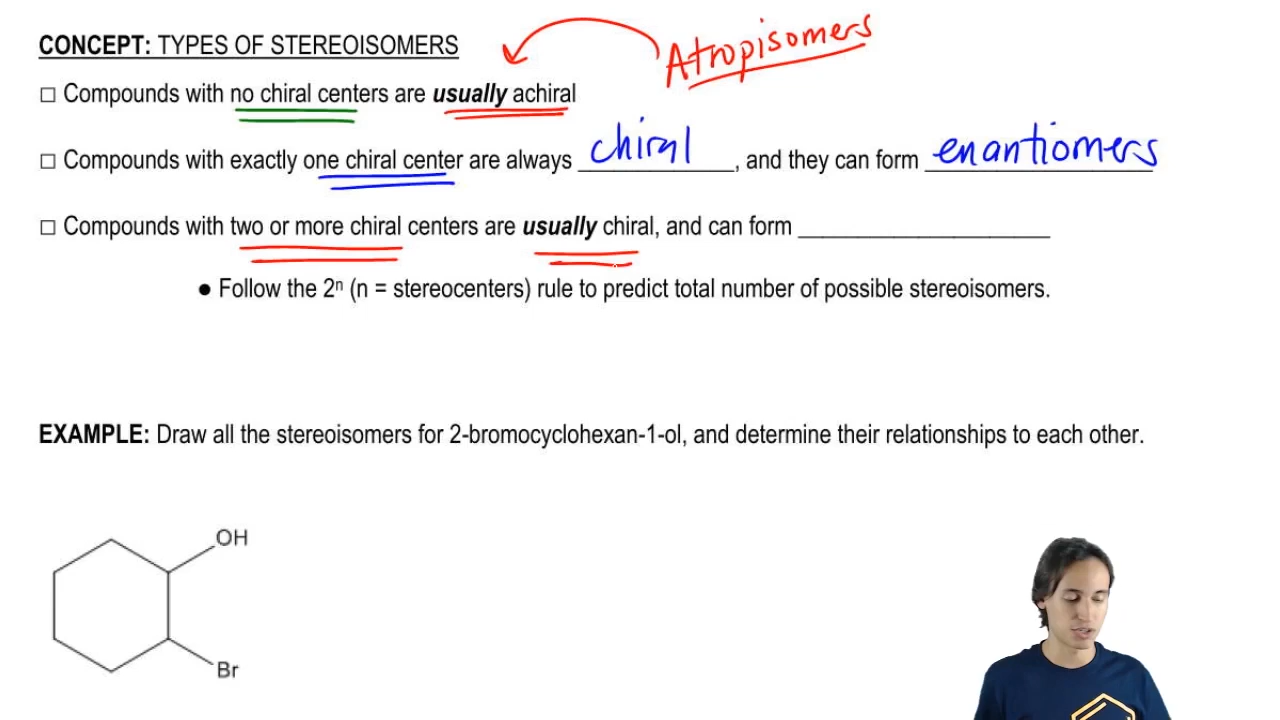 CONCEPT: TYPES OF STEREOISOMERS
Atropisomers
□ Compounds with no chiral centers are usually achiral
□ Compounds with exactly one chiral center are always chiral, and they can form enantiomers
□ Compounds with two or more chiral centers are usually chiral, and can form ____________________
● Follow the 2ⁿ (n = stereocenters) rule to predict total number of possible stereoisomers.
EXAMPLE: Draw all the stereoisomers for 2-bromocyclohexan-1-ol, and determine their relationships to each other.
OH
Br